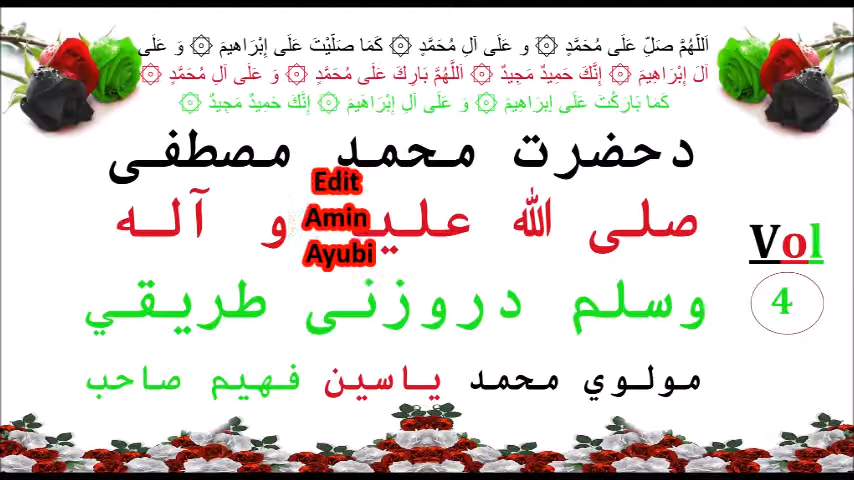 اَللّٰهُمَّ صَلِّ عَلَى مُحَمَّدٍ ۞ و عَلَى آلِ مُحَمَّدٍ ۞ كَمَا صَلَّيْتَ عَلَى إِبْرَاهِيمَ ۞ وَ عَلَى
آلَ إِبْرَاهِيمَ ۞ إِنَّكَ حَمِيدٌ مَجِيدٌ ۞ اَللَّهُمَّ بَارِكَ عَلٰى مُحَمَّدٍ ۞ وَ عَلَى آلِ مُحَمَّدٍ ۞
كَمَا بَارَكْتَ عَلَى إِبرَاهِيمَ ۞ وَ عَلَى آلِ إِبْرَاهِيمَ ۞ إِنَّكَ حَمِيدٌ مَجِيدٌ ۞
دحضرت محمد مصطفی
صلی الله علیه و آله
وسلم دروزنی طریقي
مولوي محمد یاسین فهیم صاحب
Edit
Amin
Ayubi
Vol
4